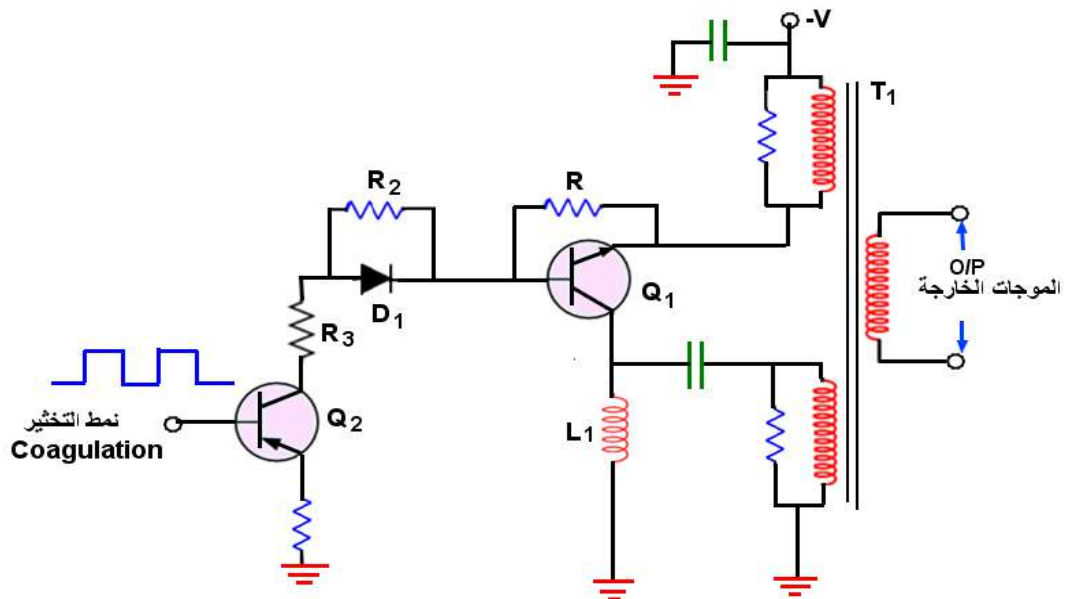 -V
T1
R2
R
O/P
الموجات الخارجة
D1
Q1
R3
نمط التخثير
Coagulation
Q2
L1